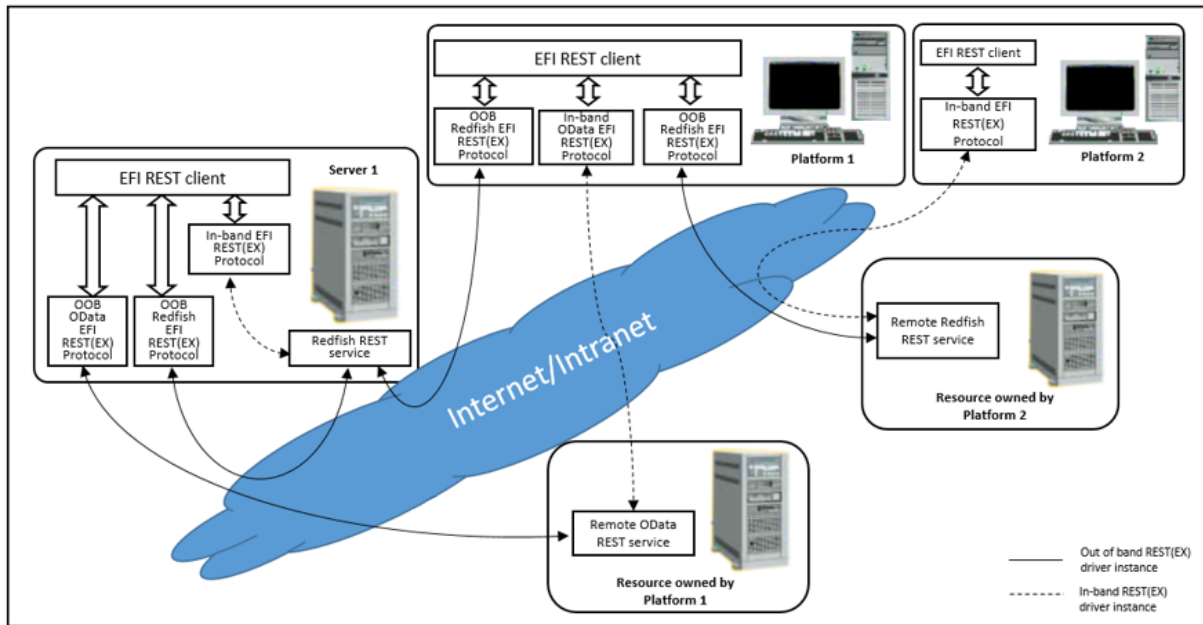 EFI REST client
OOB
Redfish EFI
REST(EX)
Protocol
In-band
OData EFI
REST(EX)
Protocol
OOB
Redfish EFI
REST(EX)
Protocol
Platform 1
EFI REST client
In-band EFI
REST(EX)
Protocol
Platform 2
Server 1
EFI REST client
In-band EFI
REST(EX)
Protocol
OOB
OData
EFI
REST(EX)
Protocol
OOB
Redfish
EFI
REST(EX)
Protocol
Redfish REST
service
Internet/Intranet
Remote Redfish
REST service
Resource owned by
Platform 2
Remote OData
REST service
Resource owned by
Platform 1
Out of band REST(EX)
driver instance
In-band REST(EX)
driver instance